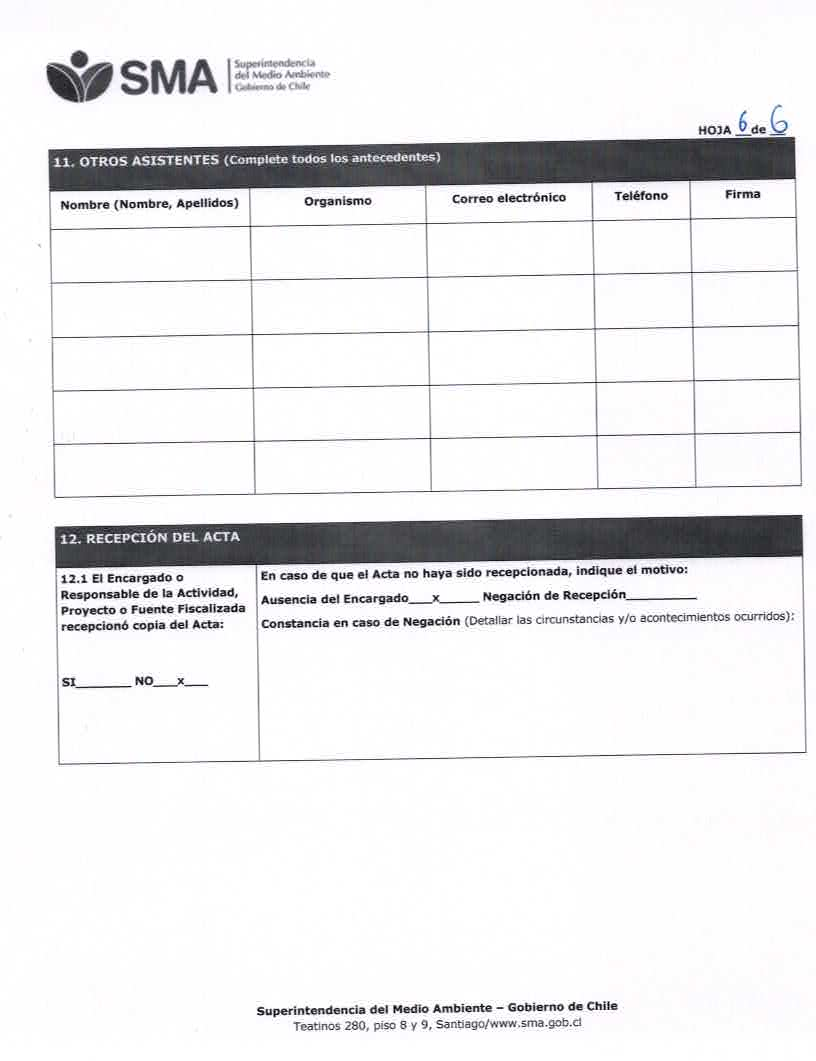 SMA
Superintendencia
del Medio Ambiente
Gobierno de Chile
HOJA 6 de 6
11. OTROS ASISTENTES (Complete todos los antecedentes)
Nombre (Nombre, Apellidos) Organismo Correo electrónico Teléfono Firma
12. RECEPCIÓN DEL ACTA
12.1 El Encargado o
Responsable de la Actividad,
Proyecto o Fuente Fiscalizada
recepcionó copia del Acta:
SI________ NO___x___
En caso de que el Acta no haya sido recepcionada, indique el motivo:
Ausencia del Encargado___x_____ Negación de Recepción_________
Constancia en caso de Negación (Detallar las circunstancias y/o acontecimientos ocurridos):
Superintendencia del Medio Ambiente – Gobierno de Chile
Teatinos 280, piso 8 y 9, Santiago/www.sma.gob.cl